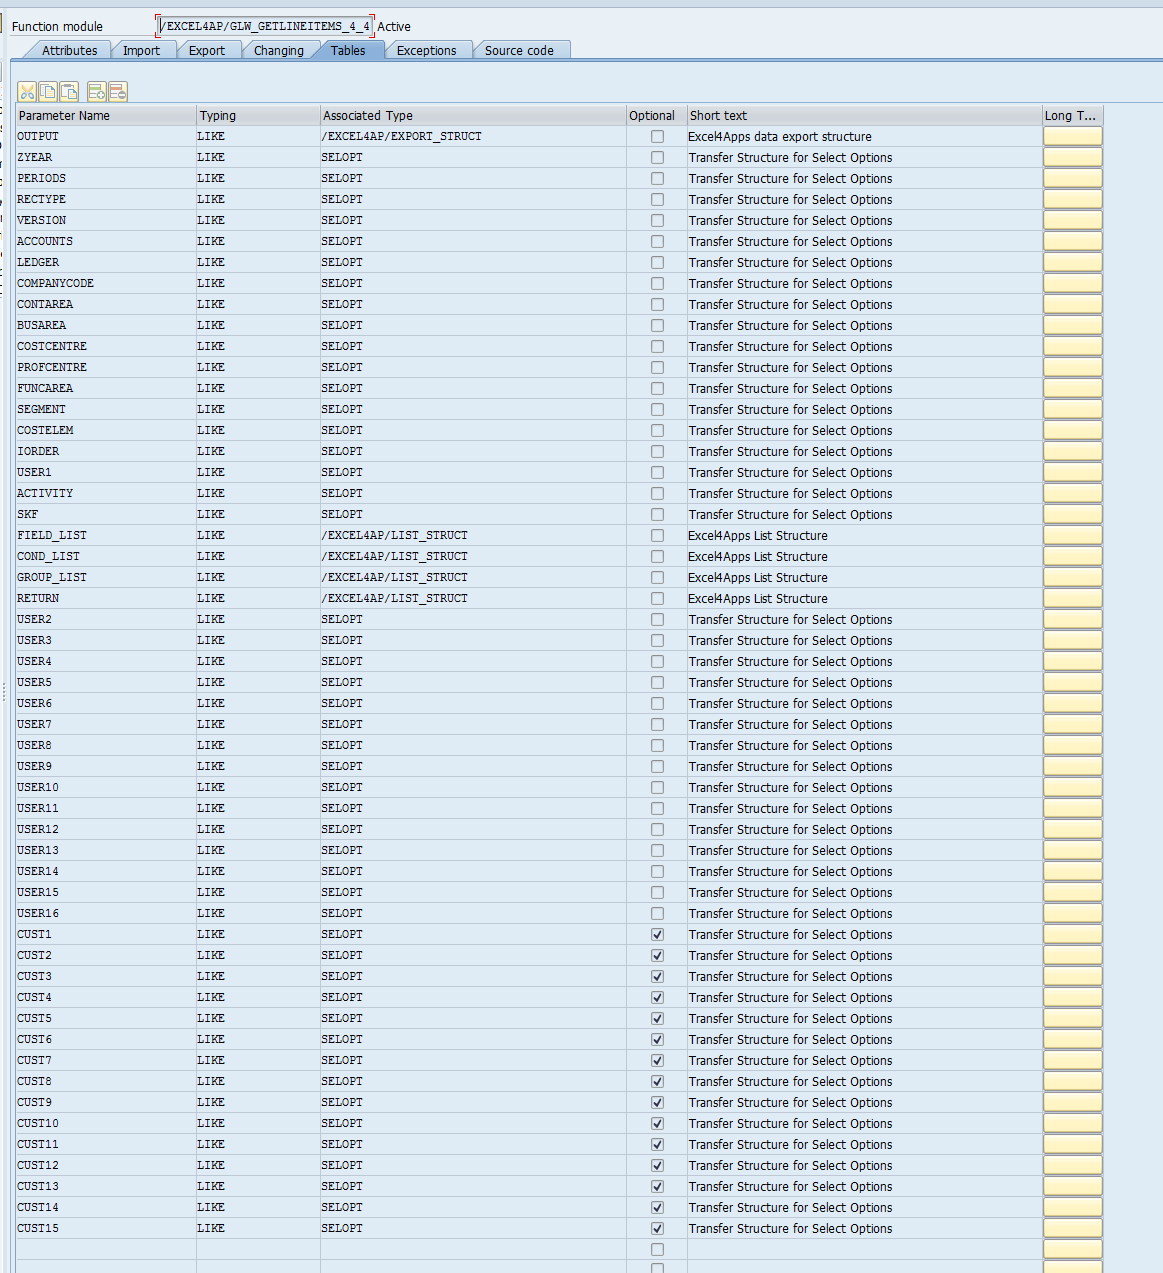 Function module /EXCEL4AP/GLW_GETLINEITEMS_4_4 Active
Attributes Import Export Changing Tables Exceptions Source code
Parameter Name Typing Associated Type Optional Short text Long T...
OUTPUT LIKE /EXCEL4AP/EXPORT_STRUCT Excel4Apps data export structure
ZYEAR LIKE SELOPT Transfer Structure for Select Options
PERIODS LIKE SELOPT Transfer Structure for Select Options
RECTYPE LIKE SELOPT Transfer Structure for Select Options
VERSION LIKE SELOPT Transfer Structure for Select Options
ACCOUNTS LIKE SELOPT Transfer Structure for Select Options
LEDGER LIKE SELOPT Transfer Structure for Select Options
COMPANYCODE LIKE SELOPT Transfer Structure for Select Options
CONTAREA LIKE SELOPT Transfer Structure for Select Options
BUSAREA LIKE SELOPT Transfer Structure for Select Options
COSTCENTRE LIKE SELOPT Transfer Structure for Select Options
PROFCENTRE LIKE SELOPT Transfer Structure for Select Options
FUNCAREA LIKE SELOPT Transfer Structure for Select Options
SEGMENT LIKE SELOPT Transfer Structure for Select Options
COSTELEM LIKE SELOPT Transfer Structure for Select Options
IORDER LIKE SELOPT Transfer Structure for Select Options
USER1 LIKE SELOPT Transfer Structure for Select Options
ACTIVITY LIKE SELOPT Transfer Structure for Select Options
SKF LIKE SELOPT Transfer Structure for Select Options
FIELD_LIST LIKE /EXCEL4AP/LIST_STRUCT Excel4Apps List Structure
COND_LIST LIKE /EXCEL4AP/LIST_STRUCT Excel4Apps List Structure
GROUP_LIST LIKE /EXCEL4AP/LIST_STRUCT Excel4Apps List Structure
RETURN LIKE /EXCEL4AP/LIST_STRUCT Excel4Apps List Structure
USER2 LIKE SELOPT Transfer Structure for Select Options
USER3 LIKE SELOPT Transfer Structure for Select Options
USER4 LIKE SELOPT Transfer Structure for Select Options
USER5 LIKE SELOPT Transfer Structure for Select Options
USER6 LIKE SELOPT Transfer Structure for Select Options
USER7 LIKE SELOPT Transfer Structure for Select Options
USER8 LIKE SELOPT Transfer Structure for Select Options
USER9 LIKE SELOPT Transfer Structure for Select Options
USER10 LIKE SELOPT Transfer Structure for Select Options
USER11 LIKE SELOPT Transfer Structure for Select Options
USER12 LIKE SELOPT Transfer Structure for Select Options
USER13 LIKE SELOPT Transfer Structure for Select Options
USER14 LIKE SELOPT Transfer Structure for Select Options
USER15 LIKE SELOPT Transfer Structure for Select Options
USER16 LIKE SELOPT Transfer Structure for Select Options
CUST1 LIKE SELOPT Transfer Structure for Select Options
CUST2 LIKE SELOPT Transfer Structure for Select Options
CUST3 LIKE SELOPT Transfer Structure for Select Options
CUST4 LIKE SELOPT Transfer Structure for Select Options
CUST5 LIKE SELOPT Transfer Structure for Select Options
CUST6 LIKE SELOPT Transfer Structure for Select Options
CUST7 LIKE SELOPT Transfer Structure for Select Options
CUST8 LIKE SELOPT Transfer Structure for Select Options
CUST9 LIKE SELOPT Transfer Structure for Select Options
CUST10 LIKE SELOPT Transfer Structure for Select Options
CUST11 LIKE SELOPT Transfer Structure for Select Options
CUST12 LIKE SELOPT Transfer Structure for Select Options
CUST13 LIKE SELOPT Transfer Structure for Select Options
CUST14 LIKE SELOPT Transfer Structure for Select Options
CUST15 LIKE SELOPT Transfer Structure for Select Options